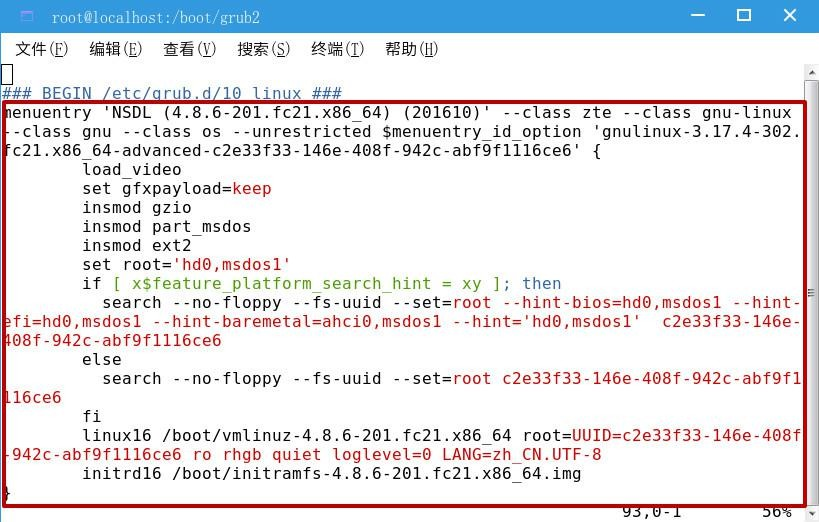 root@localhost:/boot/grub2
文件(F) 编辑(E) 查看(V) 搜索(S) 终端(T) 帮助(H)
### BEGIN /etc/grub.d/10_linux ###
menuentry 'NSDL (4.8.6-201.fc21.x86_64) (201610)' --class zte --class gnu-linux
--class gnu --class os --unrestricted $menuentry_id_option 'gnulinux-3.17.4-302.
fc21.x86_64-advanced-c2e33f33-146e-408f-942c-abf9f1116ce6' {
load_video
set gfxpayload=keep
insmod gzio
insmod part_msdos
insmod ext2
set root='hd0,msdos1'
if [ x$feature_platform_search_hint = xy ]; then
search --no-floppy --fs-uuid --set=root --hint-bios=hd0,msdos1 --hint-
efi=hd0,msdos1 --hint-baremetal=ahci0,msdos1 --hint='hd0,msdos1'  c2e33f33-146e-
408f-942c-abf9f1116ce6
else
search --no-floppy --fs-uuid --set=root c2e33f33-146e-408f-942c-abf9f1
116ce6
fi
linux16 /boot/vmlinuz-4.8.6-201.fc21.x86_64 root=UUID=c2e33f33-146e-408f
-942c-abf9f1116ce6 ro rhgb quiet loglevel=0 LANG=zh_CN.UTF-8
initrd16 /boot/initramfs-4.8.6-201.fc21.x86_64.img
}
93,0-1 56%